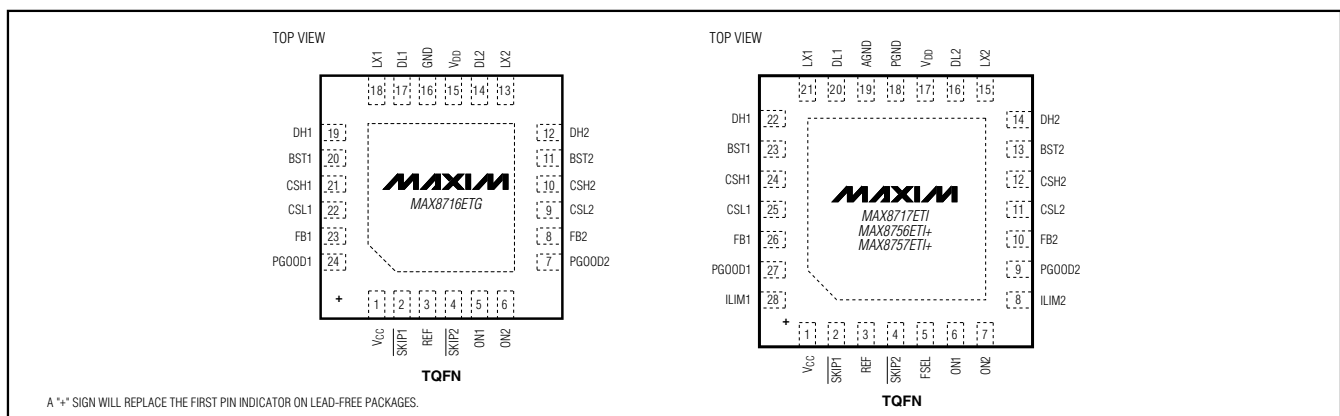 TOP VIEW
LX1 DL1 GND VDD DL2 LX2
18 17 16 15 14 13
DH1 19 12 DH2
BST1 20 11 BST2
CSH1 21 10 CSH2
CSL1 22 9 CSL2
FB1 23 8 FB2
PGOOD1 24 7 PGOOD2
MAXIM
MAX8716ETG
+
1 2 3 4 5 6
VCC SKIP1 REF SKIP2 ON1 ON2
TQFN
TOP VIEW
LX1 DL1 AGND PGND VDD DL2 LX2
21 20 19 18 17 16 15
DH1 22 14 DH2
BST1 23 13 BST2
CSH1 24 12 CSH2
CSL1 25 11 CSL2
FB1 26 10 FB2
PGOOD1 27 9 PGOOD2
ILIM1 28 8 ILIM2
MAXIM
MAX8717ETI
MAX8756ETI+
MAX8757ETI+
+
1 2 3 4 5 6 7
VCC SKIP1 REF SKIP2 FSEL ON1 ON2
TQFN
A "+" SIGN WILL REPLACE THE FIRST PIN INDICATOR ON LEAD-FREE PACKAGES.